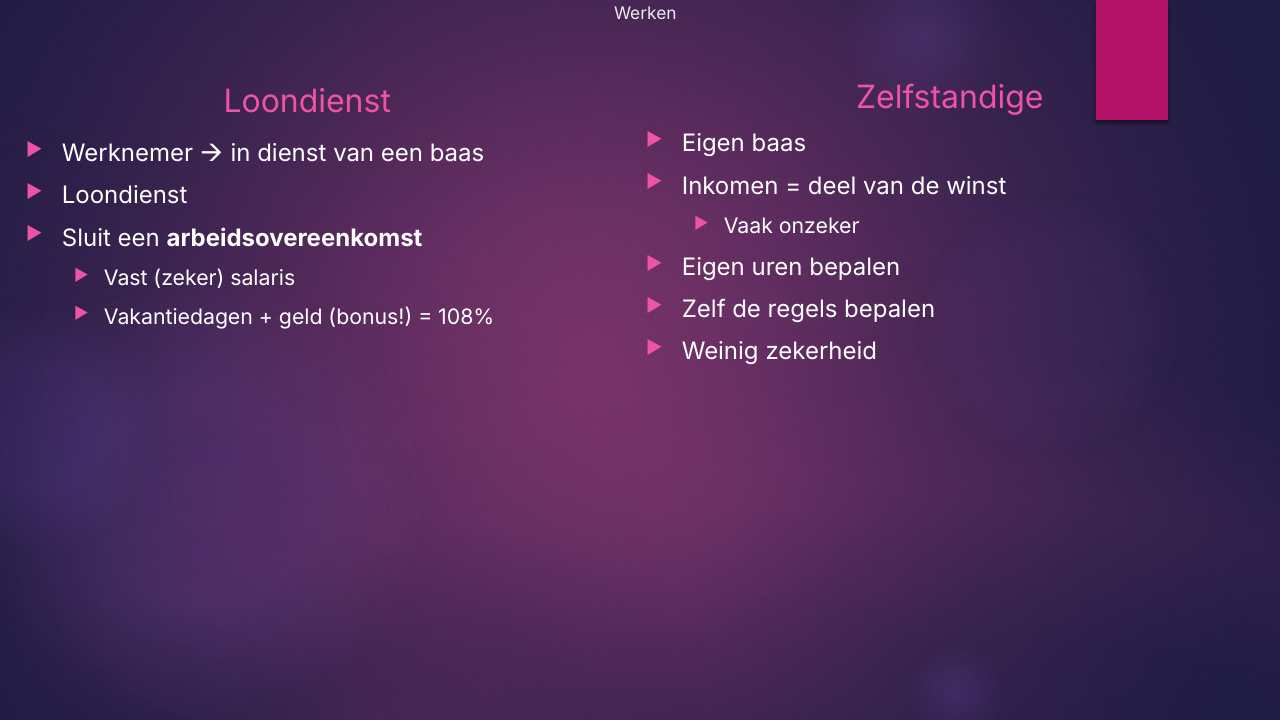 Werken
Loondienst
Werknemer → in dienst van een baas
Loondienst
Sluit een arbeidsovereenkomst
Vast (zeker) salaris
Vakantiedagen + geld (bonus!) = 108%
Zelfstandige
Eigen baas
Inkomen = deel van de winst
Vaak onzeker
Eigen uren bepalen
Zelf de regels bepalen
Weinig zekerheid